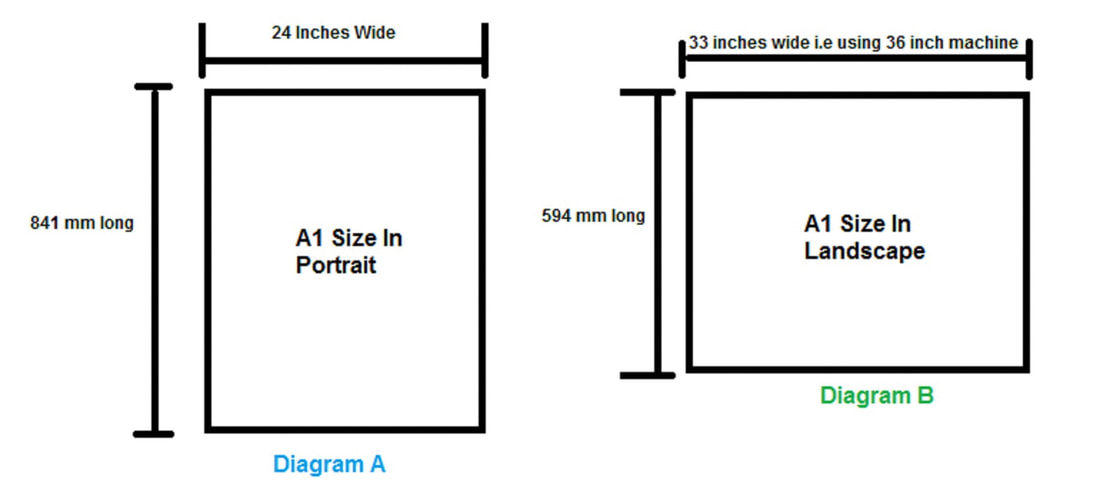 24 Inches Wide
841 mm long
A1 Size In
Portrait
Diagram A
33 inches wide i.e using 36 inch machine
594 mm long
A1 Size In
Landscape
Diagram B